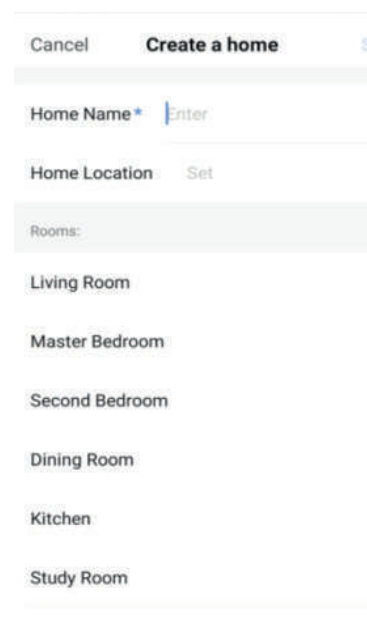 Cancel Create a home
Home Name* Enter
Home Location Set
Rooms:
Living Room
Master Bedroom
Second Bedroom
Dining Room
Kitchen
Study Room